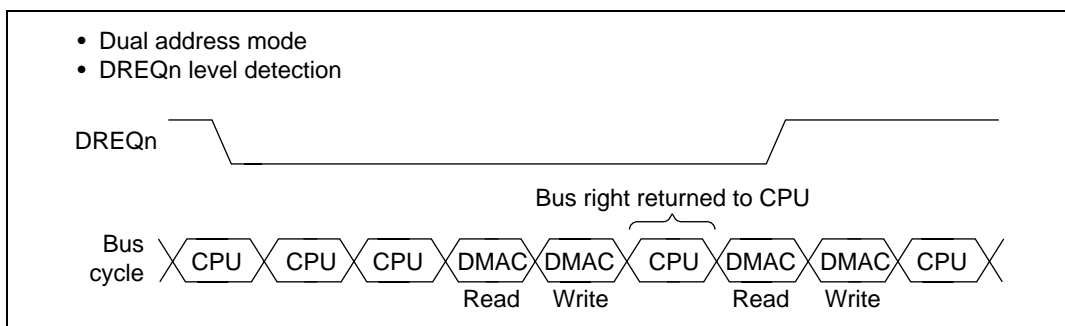 • Dual address mode
• DREQn level detection
DREQn
Bus right returned to CPU
Bus cycle
CPU CPU CPU DMAC DMAC CPU DMAC DMAC CPU
Read Write Read Write